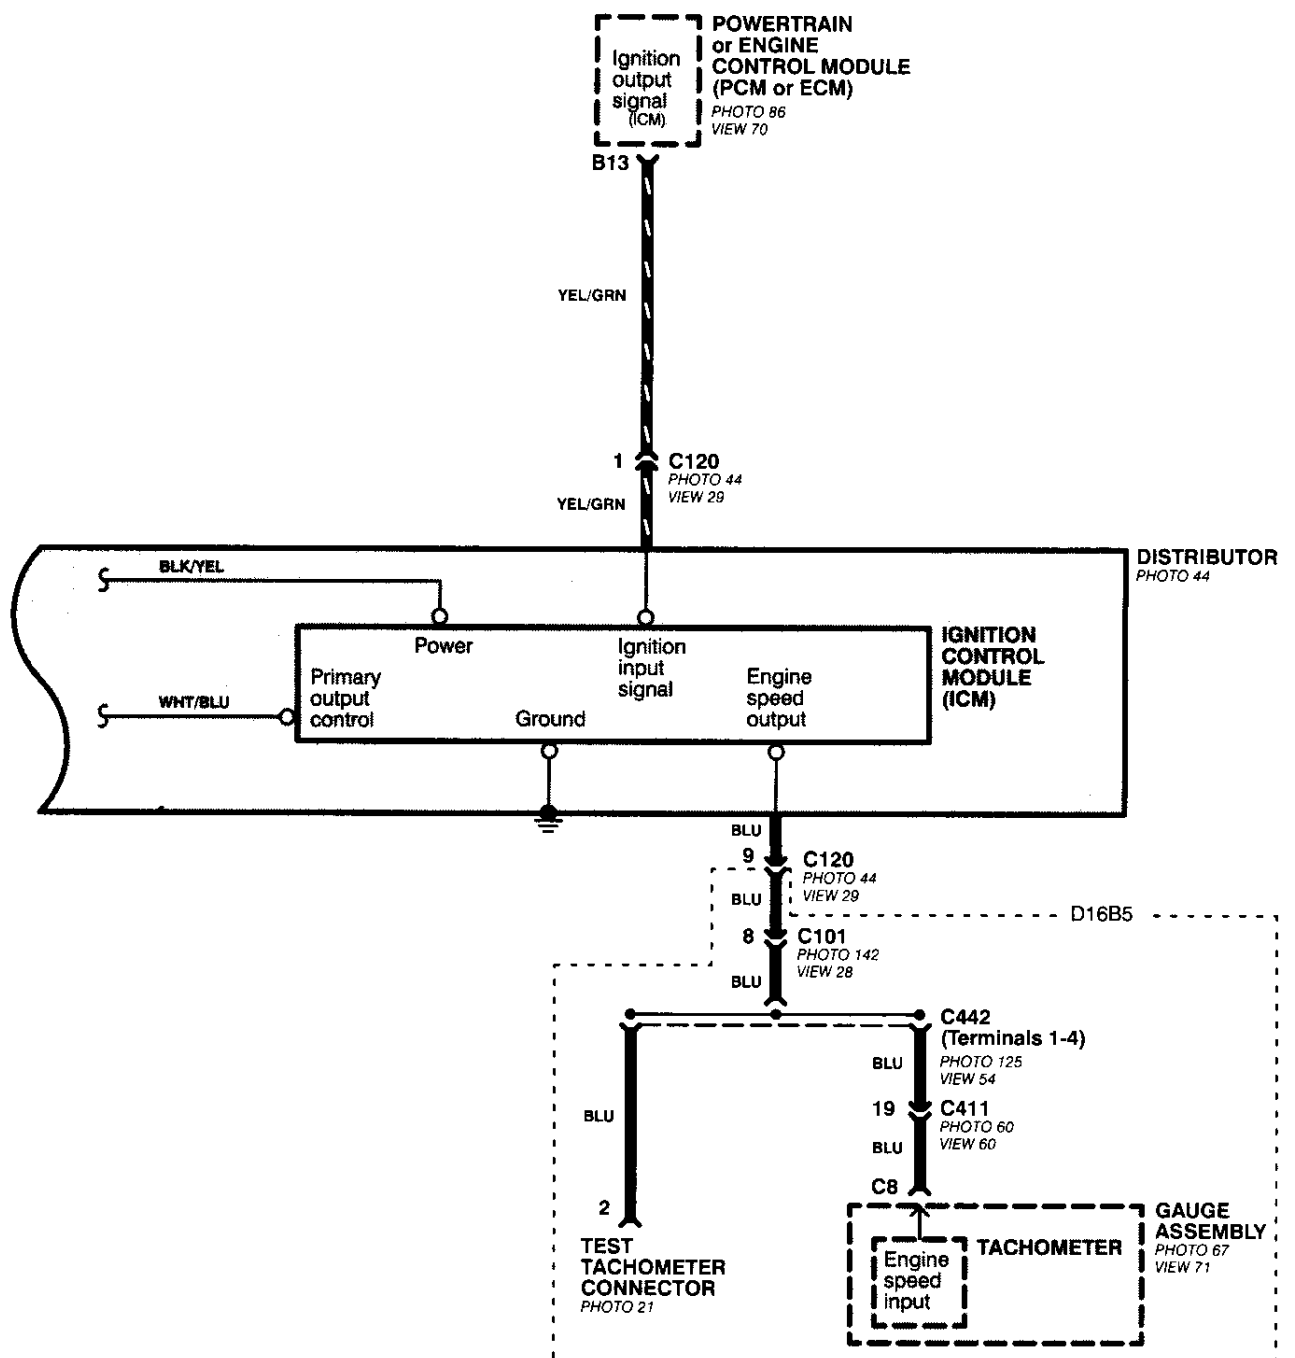 POWERTRAIN
or ENGINE
CONTROL MODULE
(PCM or ECM)
PHOTO 86
VIEW 70
Ignition
output
signal
(ICM)
B13
YEL/GRN
1
C120
PHOTO 44
VIEW 29
YEL/GRN
DISTRIBUTOR
PHOTO 44
BLK/YEL
IGNITION
CONTROL
MODULE
(ICM)
Power
Ignition
input
signal
Primary
output
control
Engine
speed
output
WHT/BLU
Ground
BLU
9
C120
PHOTO 44
VIEW 29
BLU
D16B5
8
C101
PHOTO 142
VIEW 28
BLU
C442
(Terminals 1-4)
PHOTO 125
VIEW 54
BLU
BLU
19
C411
PHOTO 60
VIEW 60
BLU
C8
2
TEST
TACHOMETER
CONNECTOR
PHOTO 21
GAUGE
ASSEMBLY
PHOTO 67
VIEW 71
TACHOMETER
Engine
speed
input